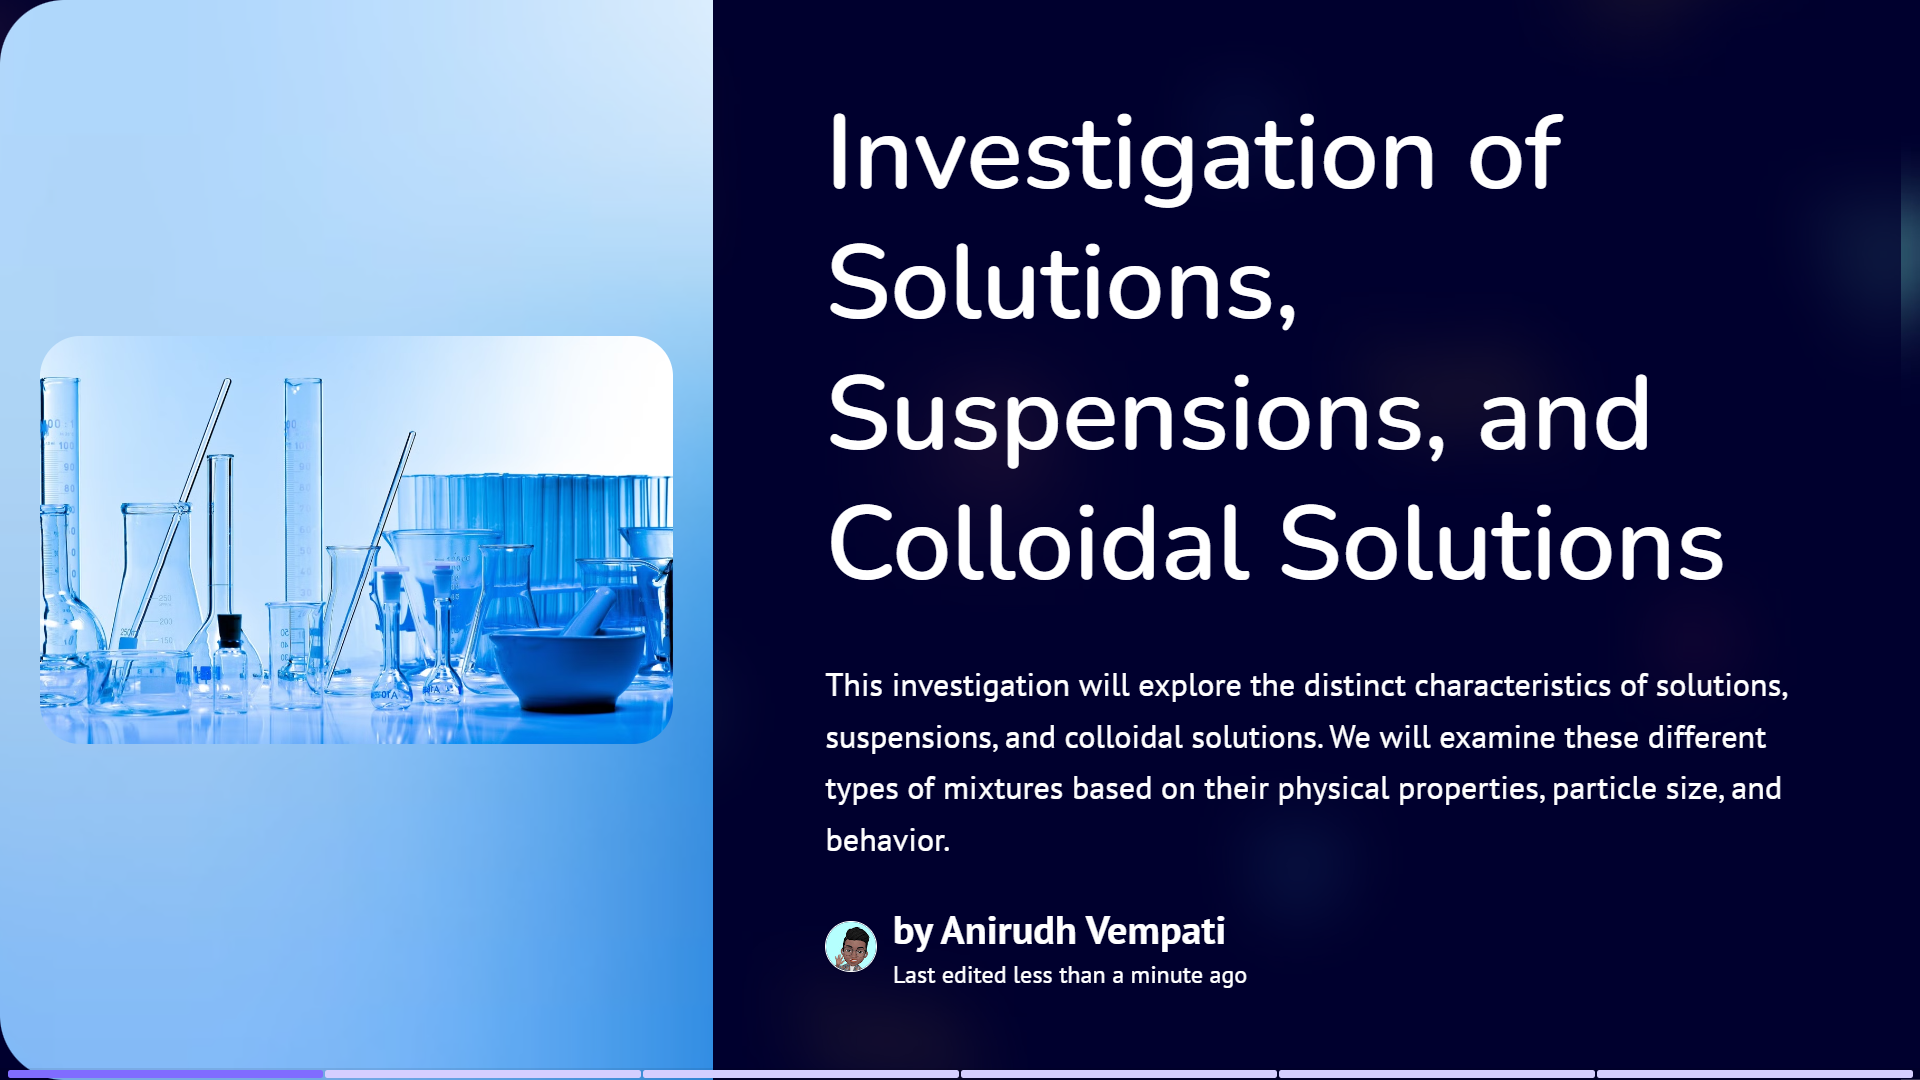 Investigation of
Solutions,
Suspensions, and
Colloidal Solutions
This investigation will explore the distinct characteristics of solutions,
suspensions, and colloidal solutions. We will examine these different
types of mixtures based on their physical properties, particle size, and
behavior.
by Anirudh Vempati
Last edited less than a minute ago